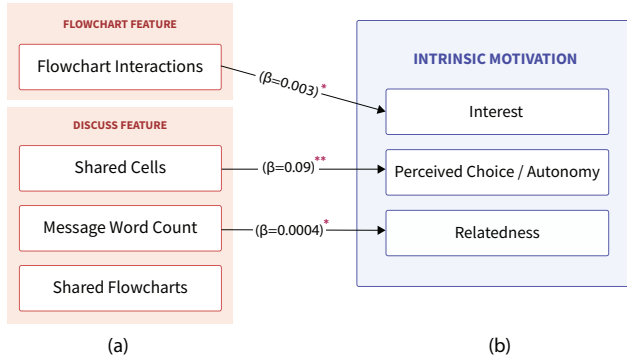 FLOWCHART FEATURE
Flowchart Interactions
(β=0.003)*
DISCUSS FEATURE
Shared Cells
(β=0.09)**
Message Word Count
(β=0.0004)*
Shared Flowcharts
INTRINSIC MOTIVATION
Interest
Perceived Choice / Autonomy
Relatedness
(a)
(b)